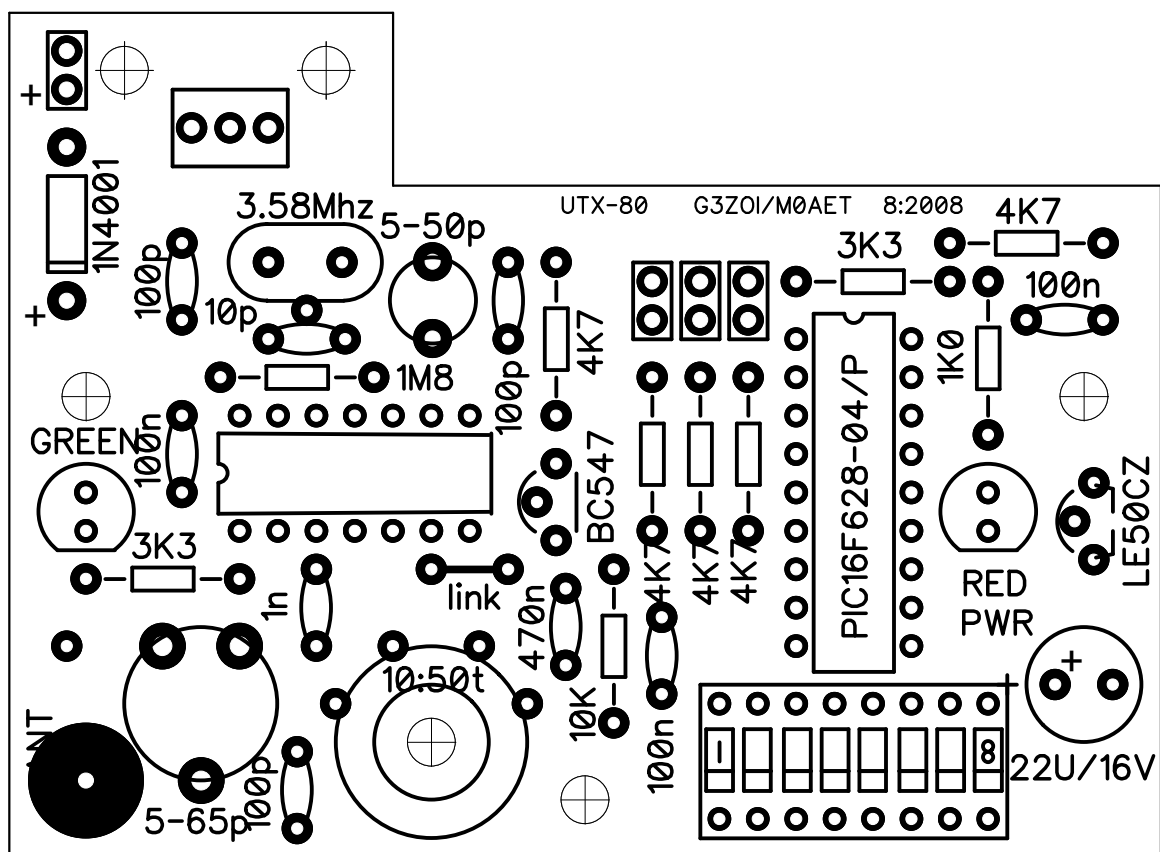 UTX-80 G3ZOI/M0AET 8:2008
+
1N4001
+
3.58Mhz
5-50p
100p
10p
1M8
100p
4K7
3K3
4K7
100n
1K0
GREEN
100n
BC547
PIC16F628-04/P
LE50CZ
3K3
1n
link
470n
4K7
4K7
4K7
RED
PWR
10:50t
10K
100n
+
22U/16V
1
8
ANT
5-65p
100p